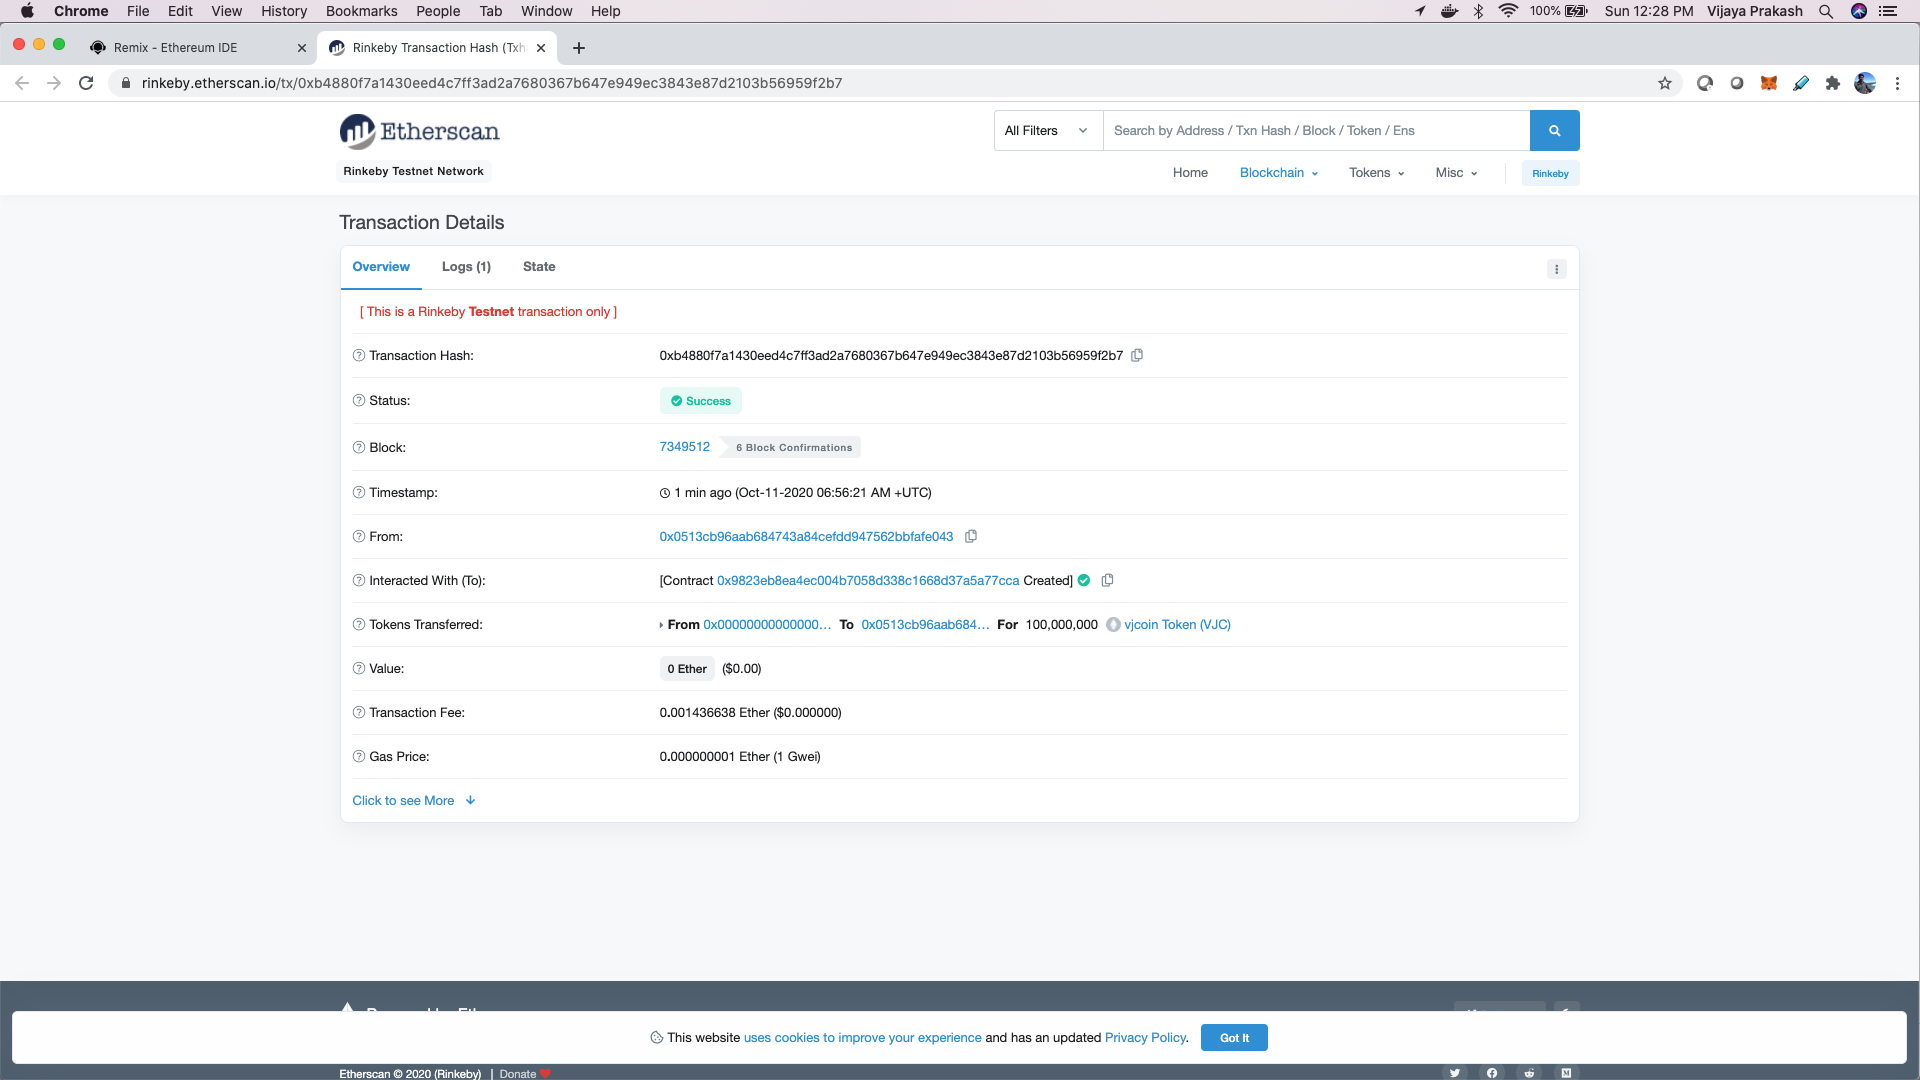 Chrome File Edit View History Bookmarks People Tab Window Help 100% Sun 12:28 PM Vijaya Prakash
Remix - Ethereum IDE Rinkeby Transaction Hash (Txh
rinkeby.etherscan.io/tx/0xb4880f7a1430eed4c7ff3ad2a7680367b647e949ec3843e87d2103b56959f2b7
Etherscan
All Filters Search by Address / Txn Hash / Block / Token / Ens
Rinkeby Testnet Network
Home Blockchain Tokens Misc Rinkeby
Transaction Details
Overview Logs (1) State
[ This is a Rinkeby Testnet transaction only ]
Transaction Hash: 0xb4880f7a1430eed4c7ff3ad2a7680367b647e949ec3843e87d2103b56959f2b7
Status: Success
Block: 7349512 6 Block Confirmations
Timestamp: 1 min ago (Oct-11-2020 06:56:21 AM +UTC)
From: 0x0513cb96aab684743a84cefdd947562bbfafe043
Interacted With (To): [Contract 0x9823eb8ea4ec004b7058d338c1668d37a5a77cca Created]
Tokens Transferred: From 0x00000000000000... To 0x0513cb96aab684... For 100,000,000 vjcoin Token (VJC)
Value: 0 Ether ($0.00)
Transaction Fee: 0.001436638 Ether ($0.000000)
Gas Price: 0.000000001 Ether (1 Gwei)
Click to see More
This website uses cookies to improve your experience and has an updated Privacy Policy. Got It
Etherscan © 2020 (Rinkeby) | Donate